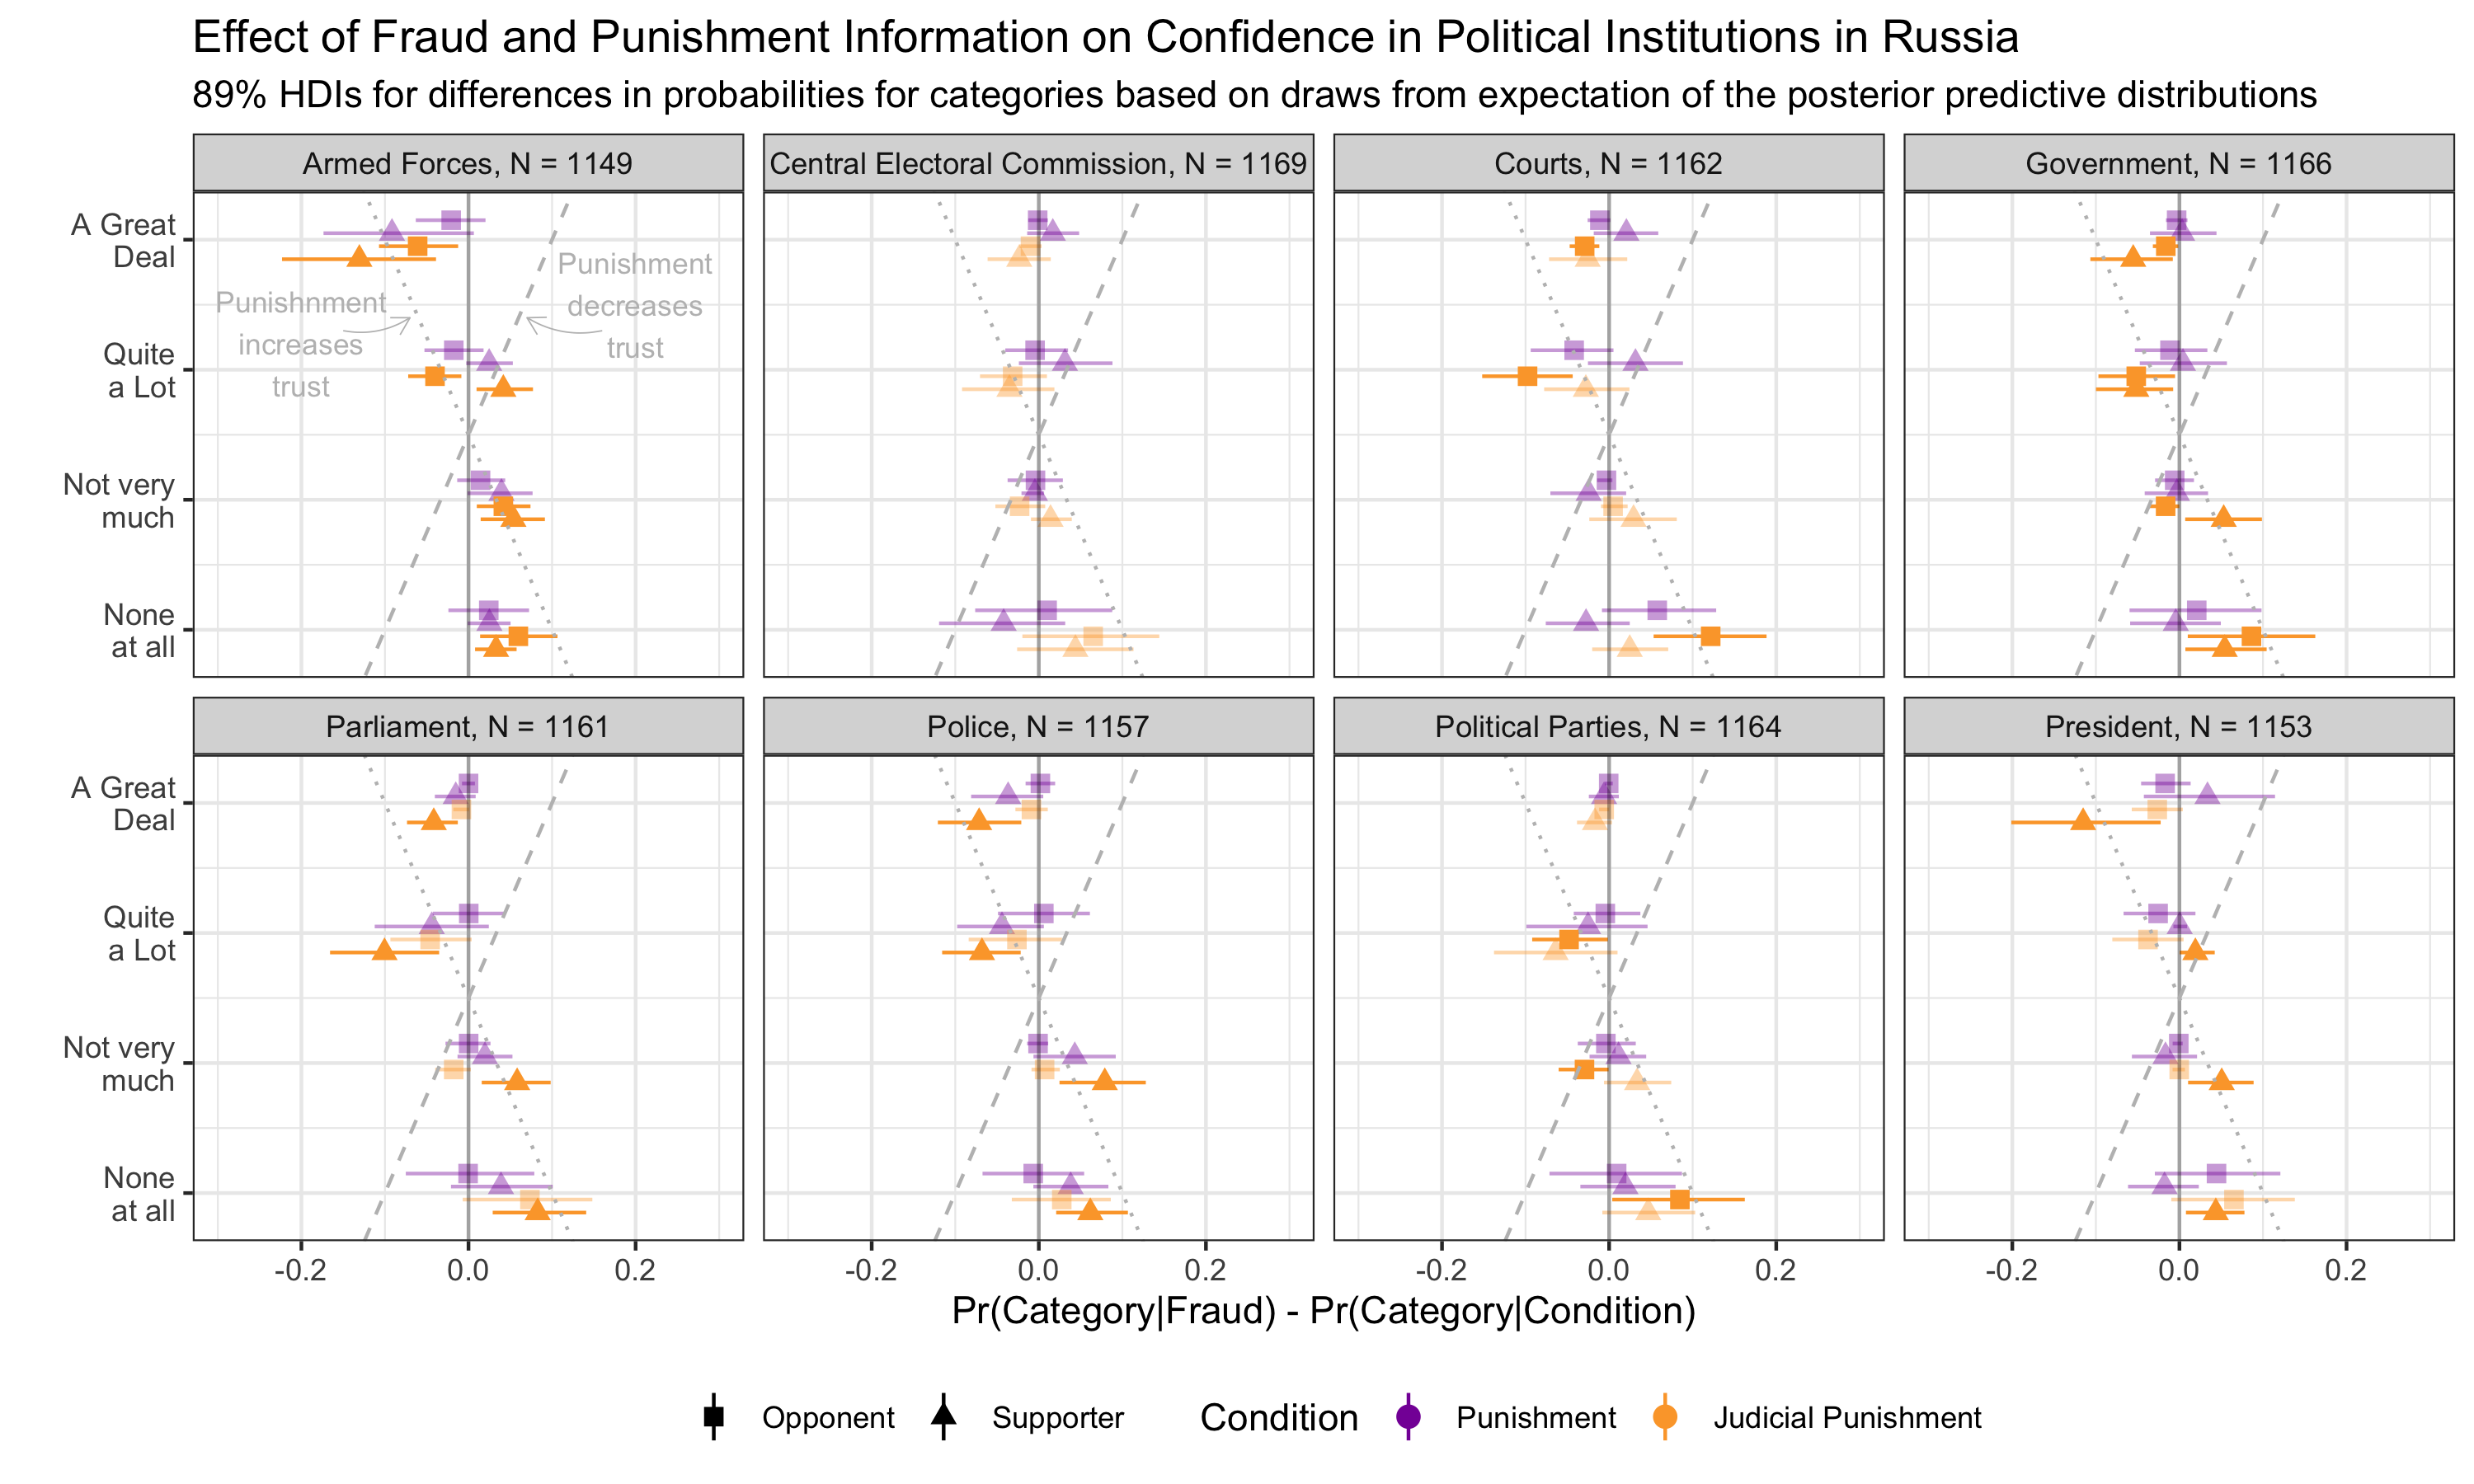 Effect of Fraud and Punishment Information on Confidence in Political Institutions in Russia
89% HDIs for differences in probabilities for categories based on draws from expectation of the posterior predictive distributions
Armed Forces, N = 1149
Central Electoral Commission, N = 1169
Courts, N = 1162
Government, N = 1166
A Great
Deal
Quite
a Lot
Not very
much
None
at all
Punishnment
increases
trust
Punishment
decreases
trust
Parliament, N = 1161
Police, N = 1157
Political Parties, N = 1164
President, N = 1153
A Great
Deal
Quite
a Lot
Not very
much
None
at all
-0.2 0.0 0.2
-0.2 0.0 0.2
-0.2 0.0 0.2
-0.2 0.0 0.2
Pr(Category|Fraud) - Pr(Category|Condition)
Opponent Supporter Condition Punishment Judicial Punishment